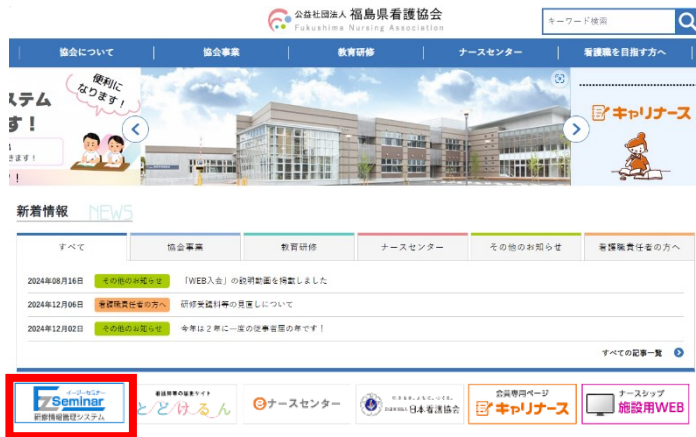 公益社団法人 福島県看護協会
Fukushima Nursing Association
キーワード検索
協会について
協会事業
教育研修
ナースセンター
看護職を目指す方へ
ステム
す！
便利に
なります！
きます！
キャリナース
新着情報 NEWS
すべて
協会事業
教育研修
ナースセンター
その他のお知らせ
看護職責任者の方へ
2024年08月16日 その他のお知らせ 「WEB入会」の説明動画を掲載しました
2024年12月06日 看護職責任者の方へ 研修受講料等の見直しについて
2024年12月02日 その他のお知らせ 今年は２年に一度の従事者届の年です！
すべての記事一覧
イージーセミナー
EZ Seminar
研修情報管理システム
看護師等の届出サイト
とどけるん
eナースセンター
日本看護協会
会員専用ページ
キャリナース
ナースシップ
施設用WEB